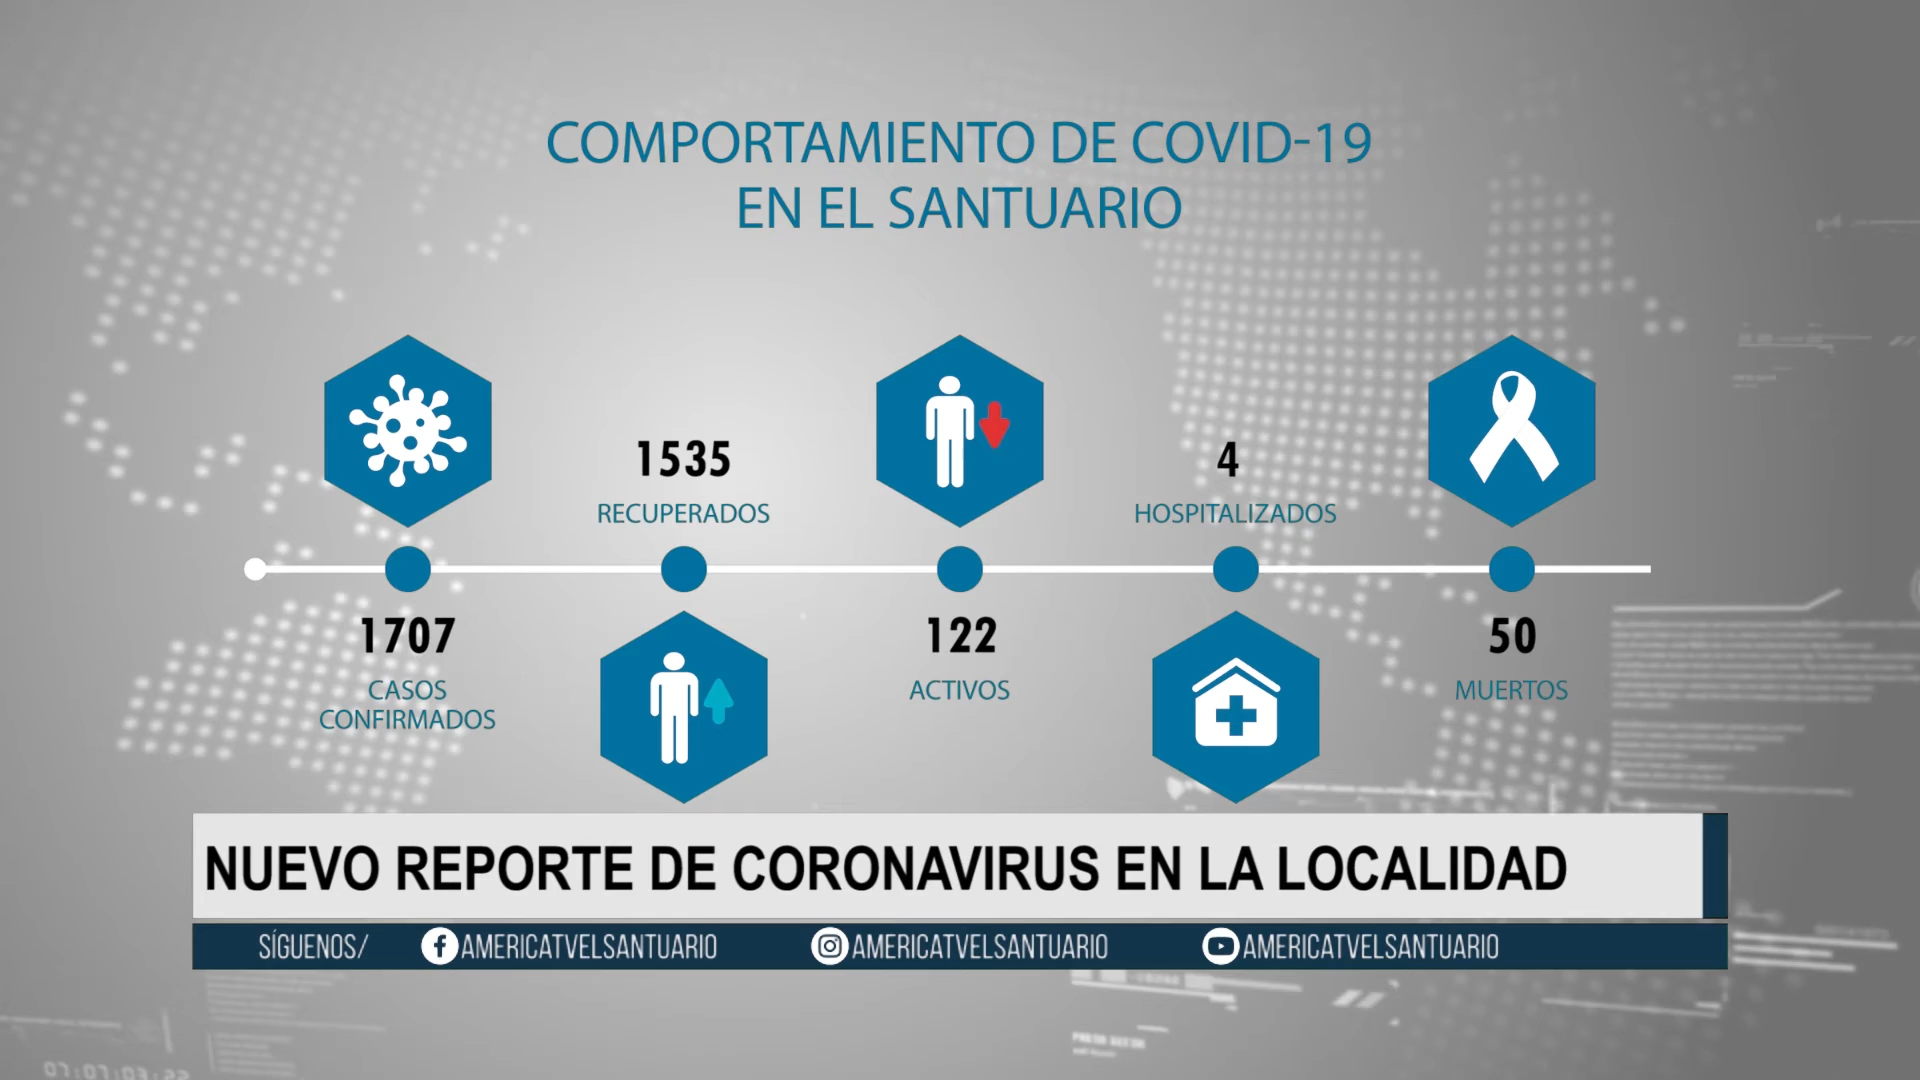 COMPORTAMIENTO DE COVID-19
EN EL SANTUARIO
1535
RECUPERADOS
4
HOSPITALIZADOS
1707
CASOS
CONFIRMADOS
122
ACTIVOS
50
MUERTOS
NUEVO REPORTE DE CORONAVIRUS EN LA LOCALIDAD
SÍGUENOS/ AMERICATVELSANTUARIO AMERICATVELSANTUARIO AMERICATVELSANTUARIO